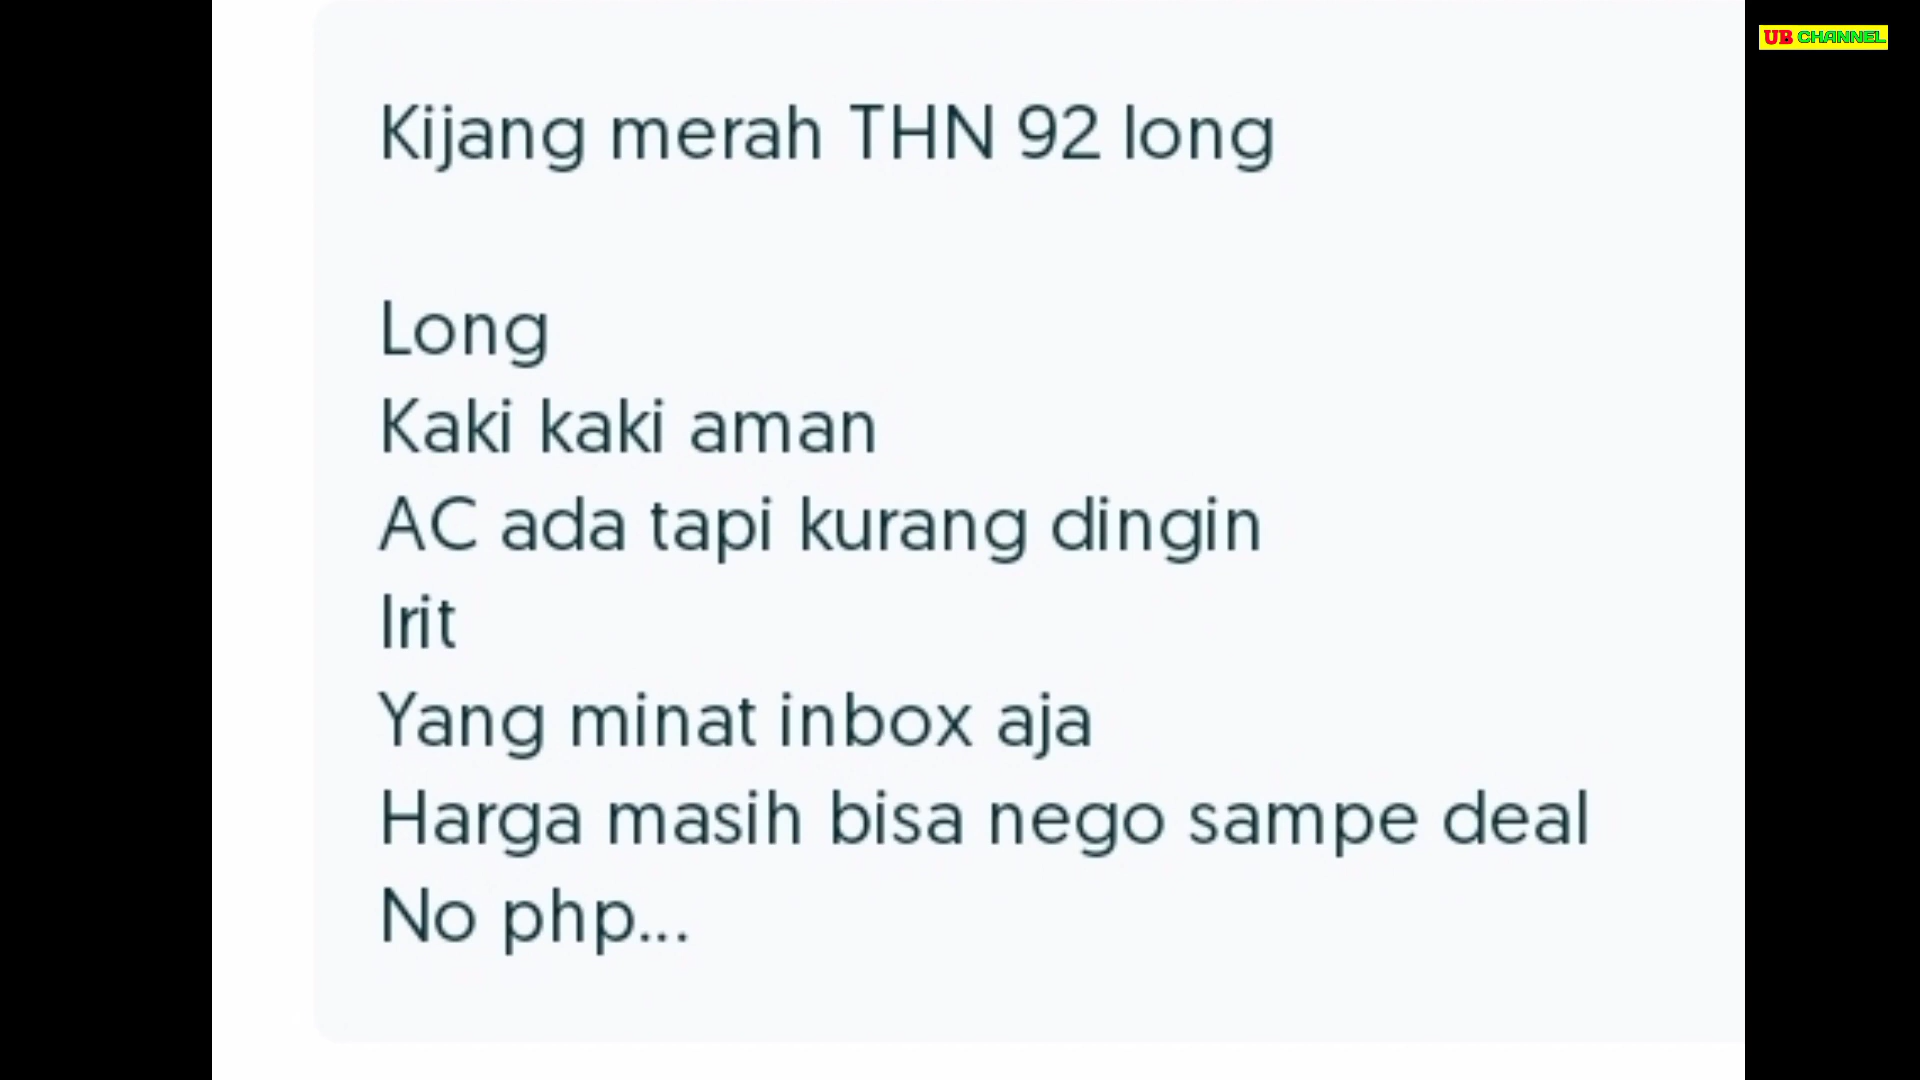 UB CHANNEL
Kijang merah THN 92 long
Long
Kaki kaki aman
AC ada tapi kurang dingin
Irit
Yang minat inbox aja
Harga masih bisa nego sampe deal
No php...